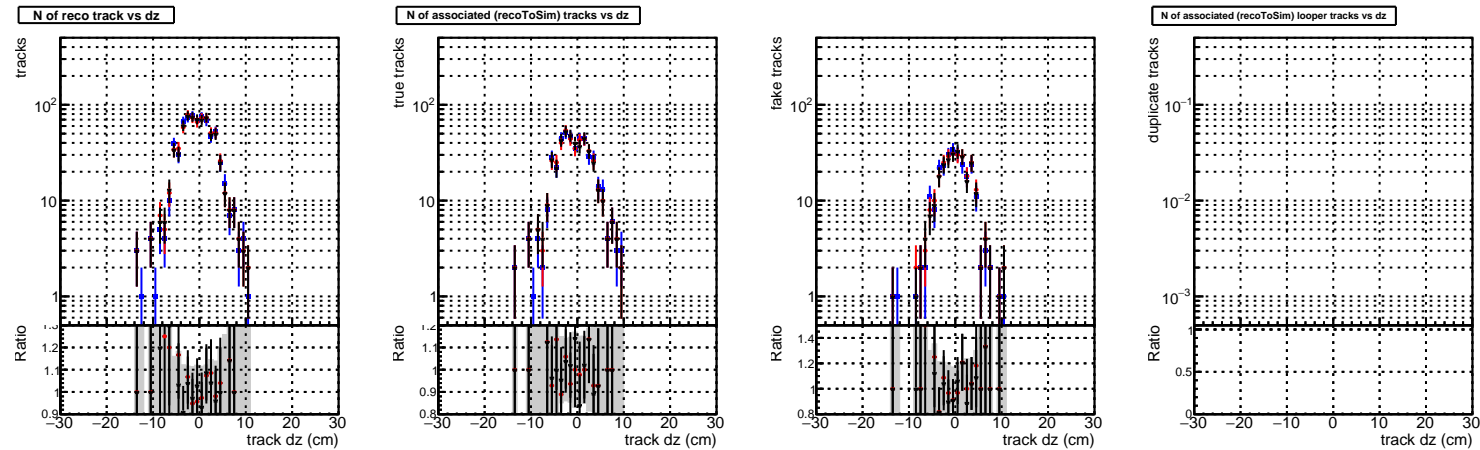 N of reco track vs dz
tracks
10²
10
1
Ratio
1.3
1.2
1.1
1
0.9
−30 −20 −10 0 10 20 30
track dz (cm)
N of associated (recoToSim) tracks vs dz
true tracks
10²
10
1
Ratio
1.2
1.1
1
0.9
0.8
−30 −20 −10 0 10 20 30
track dz (cm)
fake tracks
10²
10
1
Ratio
1.4
1.2
1
0.8
−30 −20 −10 0 10 20 30
track dz (cm)
N of associated (recoToSim) looper tracks vs dz
duplicate tracks
10⁻¹
10⁻²
10⁻³
Ratio
1
0.5
0
−30 −20 −10 0 10 20 30
track dz (cm)